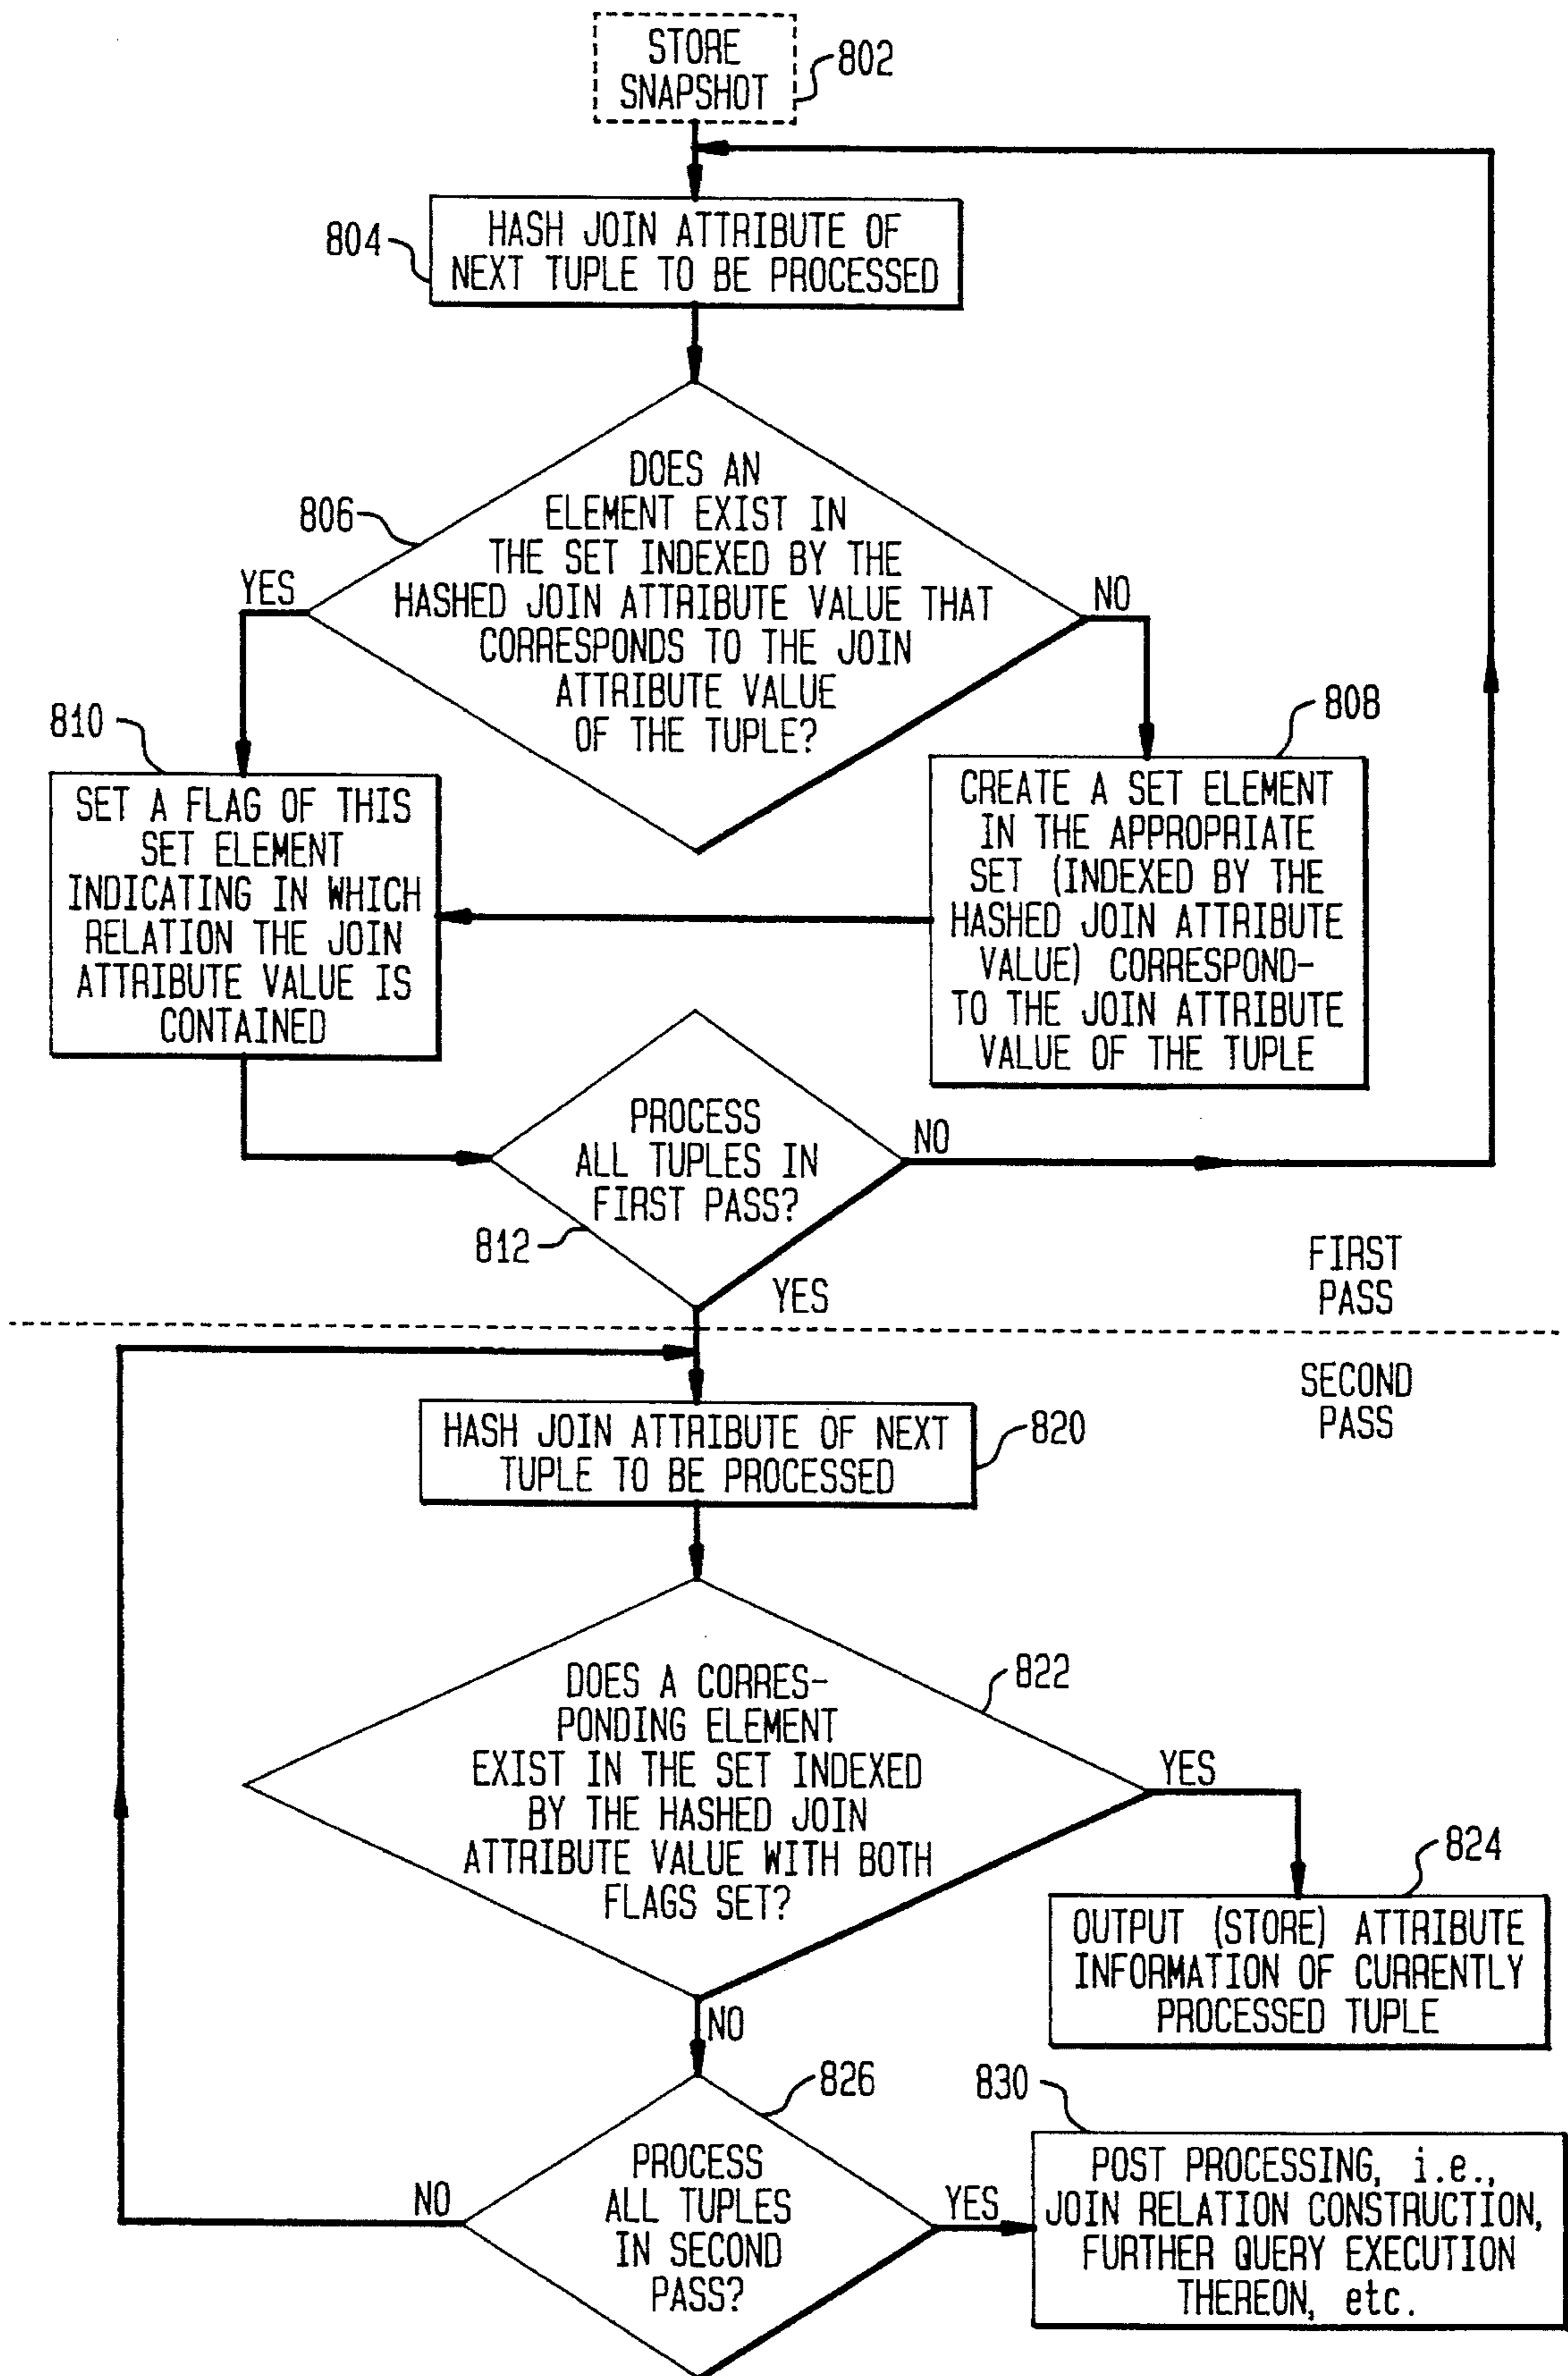 STORE
SNAPSHOT
802
HASH JOIN ATTRIBUTE OF
NEXT TUPLE TO BE PROCESSED
804
DOES AN
ELEMENT EXIST IN
THE SET INDEXED BY THE
HASHED JOIN ATTRIBUTE VALUE THAT
CORRESPONDS TO THE JOIN
ATTRIBUTE VALUE
OF THE TUPLE?
806
YES
NO
810
SET A FLAG OF THIS
SET ELEMENT
INDICATING IN WHICH
RELATION THE JOIN
ATTRIBUTE VALUE IS
CONTAINED
808
CREATE A SET ELEMENT
IN THE APPROPRIATE
SET (INDEXED BY THE
HASHED JOIN ATTRIBUTE
VALUE) CORRESPOND-
TO THE JOIN ATTRIBUTE
VALUE OF THE TUPLE
PROCESS
ALL TUPLES IN
FIRST PASS?
812
NO
YES
FIRST
PASS
SECOND
PASS
HASH JOIN ATTRIBUTE OF NEXT
TUPLE TO BE PROCESSED
820
DOES A CORRES-
PONDING ELEMENT
EXIST IN THE SET INDEXED
BY THE HASHED JOIN
ATTRIBUTE VALUE WITH BOTH
FLAGS SET?
822
YES
824
OUTPUT (STORE) ATTRIBUTE
INFORMATION OF CURRENTLY
PROCESSED TUPLE
NO
826
PROCESS
ALL TUPLES
IN SECOND
PASS?
NO
YES
830
POST PROCESSING, i.e.,
JOIN RELATION CONSTRUCTION,
FURTHER QUERY EXECUTION
THEREON, etc.